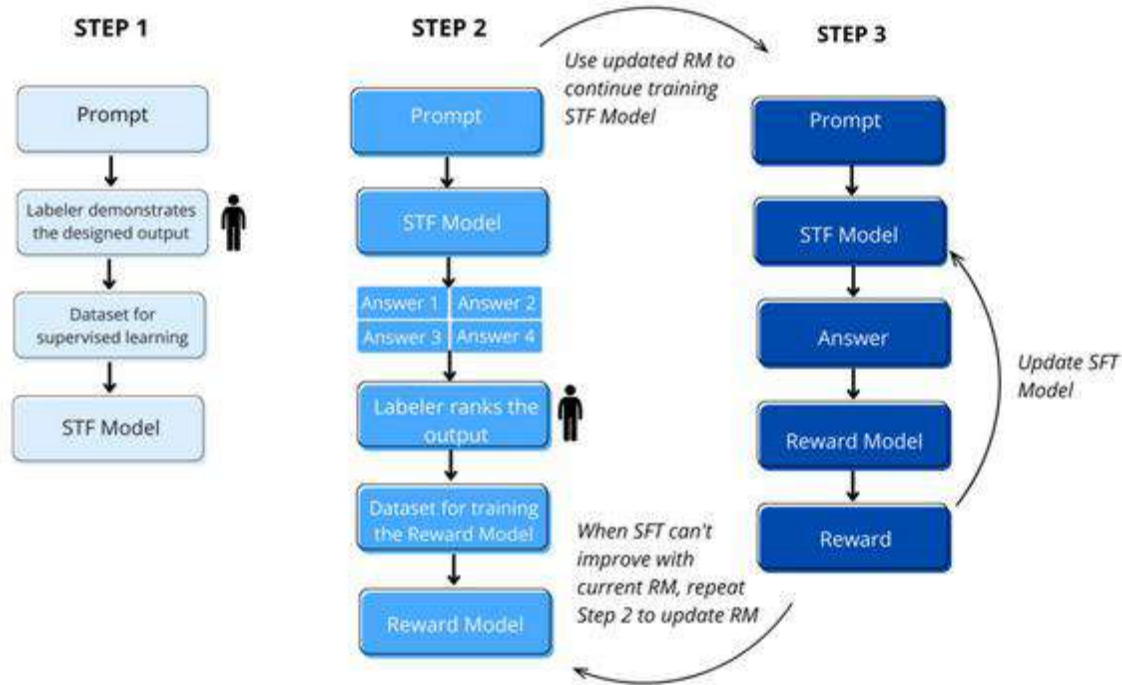 STEP 1
Prompt
Labeler demonstrates
the designed output
Dataset for
supervised learning
STF Model
STEP 2
Prompt
STF Model
Answer 1
Answer 2
Answer 3
Answer 4
Labeler ranks the
output
Dataset for training
the Reward Model
Reward Model
Use updated RM to
continue training
STF Model
STEP 3
Prompt
STF Model
Answer
Reward Model
Reward
Update SFT
Model
When SFT can't
improve with
current RM, repeat
Step 2 to update RM